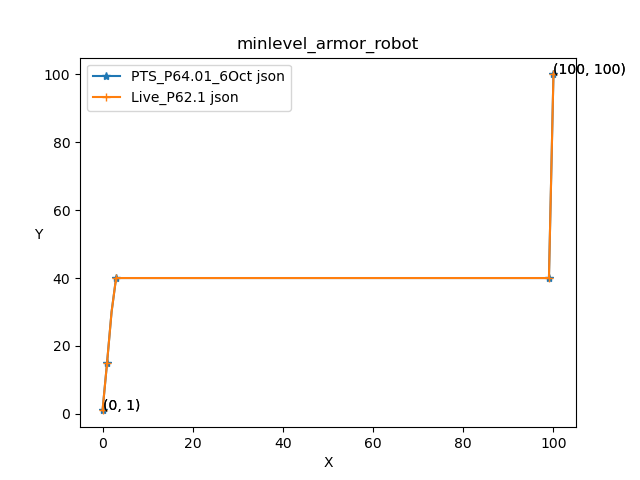 minlevel_armor_robot
PTS_P64.01_6Oct json
Live_P62.1 json
(100, 100)
100
80
60
Y
40
20
(0, 1)
0
0 20 40 60 80 100
X